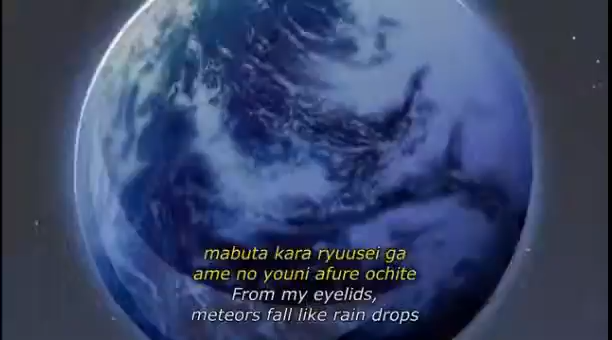 mabuta kara ryuusei ga
ame no youni afure ochite
From my eyelids,
meteors fall like rain drops